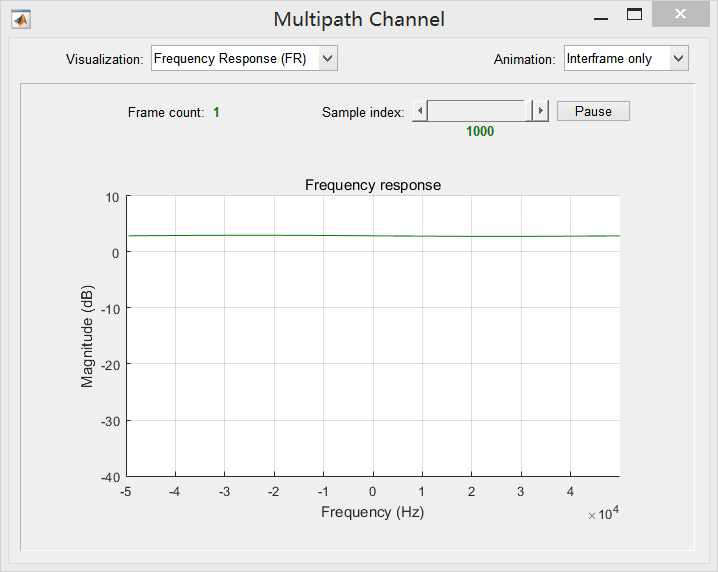 Multipath Channel
Visualization: Frequency Response (FR) Animation: Interframe only
Frame count: 1 Sample index: Pause
1000
Frequency response
10
0
-10
-20
-30
-40
Magnitude (dB)
-5 -4 -3 -2 -1 0 1 2 3 4
Frequency (Hz)
×10^4